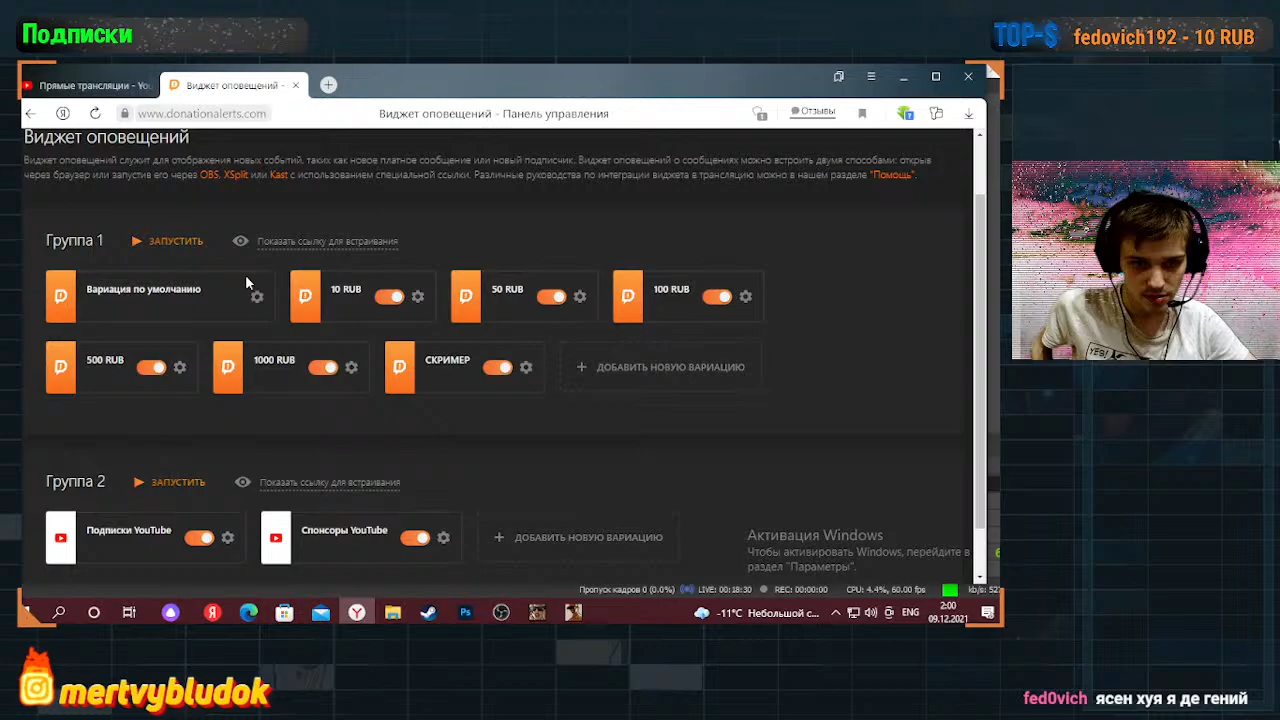 Подписки
TOP-$ fedovich192 - 10 RUB
Прямые трансляции - You
Виджет оповещений -
www.donationalerts.com
Виджет оповещений - Панель управления
Отзывы
Виджет оповещений
Виджет оповещений служит для отображения новых событий, таких как новое платное сообщение или новый подписчик. Виджет оповещений о сообщениях можно встроить двумя способами: открыв
через браузер или запустив его через OBS, XSplit или Kast с использованием специальной ссылки. Различные руководства по интеграции виджета в трансляцию можно в нашем разделе "Помощь".
Группа 1
ЗАПУСТИТЬ
Показать ссылку для встраивания
Вариация по умолчанию
10 RUB
50 RUB
100 RUB
500 RUB
1000 RUB
СКРИМЕР
ДОБАВИТЬ НОВУЮ ВАРИАЦИЮ
Группа 2
ЗАПУСТИТЬ
Показать ссылку для встраивания
Подписки YouTube
Спонсоры YouTube
ДОБАВИТЬ НОВУЮ ВАРИАЦИЮ
Активация Windows
Чтобы активировать Windows, перейдите в
раздел "Параметры".
YES!
Пропуск кадров 0 (0.0%) LIVE: 00:18:30 REC: 00:00:00 CPU: 4.4%, 60.00 fps kb/s: 52
-11°C Небольшой с...
ENG
2:00
09.12.2021
mertvybludok
fed0vich ясен хуя я де гений